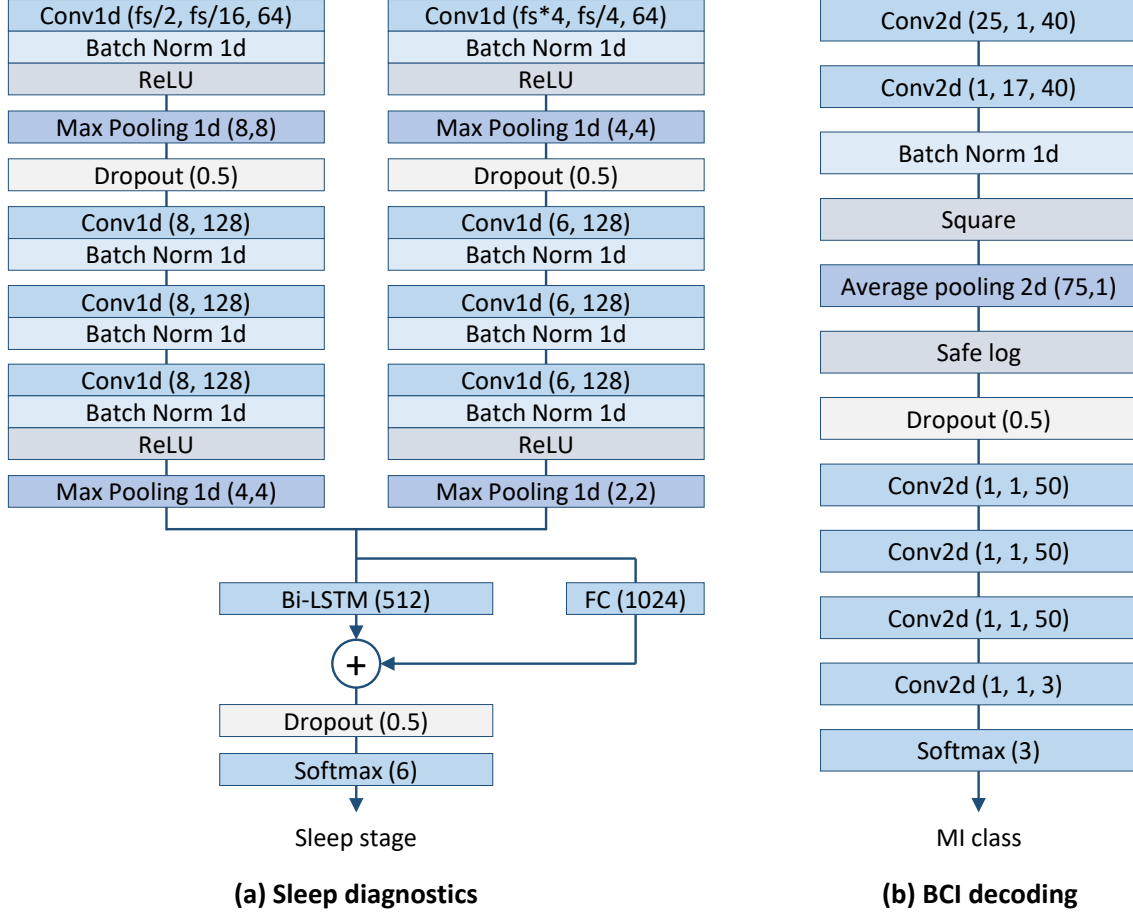 Conv1d (fs/2, fs/16, 64)
Batch Norm 1d
ReLU
Max Pooling 1d (8,8)
Dropout (0.5)
Conv1d (8, 128)
Batch Norm 1d
Conv1d (8, 128)
Batch Norm 1d
Conv1d (8, 128)
Batch Norm 1d
ReLU
Max Pooling 1d (4,4)
Conv1d (fs*4, fs/4, 64)
Batch Norm 1d
ReLU
Max Pooling 1d (4,4)
Dropout (0.5)
Conv1d (6, 128)
Batch Norm 1d
Conv1d (6, 128)
Batch Norm 1d
Conv1d (6, 128)
Batch Norm 1d
ReLU
Max Pooling 1d (2,2)
Bi-LSTM (512)
FC (1024)
+
Dropout (0.5)
Softmax (6)
Sleep stage
(a) Sleep diagnostics
Conv2d (25, 1, 40)
Conv2d (1, 17, 40)
Batch Norm 1d
Square
Average pooling 2d (75,1)
Safe log
Dropout (0.5)
Conv2d (1, 1, 50)
Conv2d (1, 1, 50)
Conv2d (1, 1, 50)
Conv2d (1, 1, 3)
Softmax (3)
MI class
(b) BCI decoding